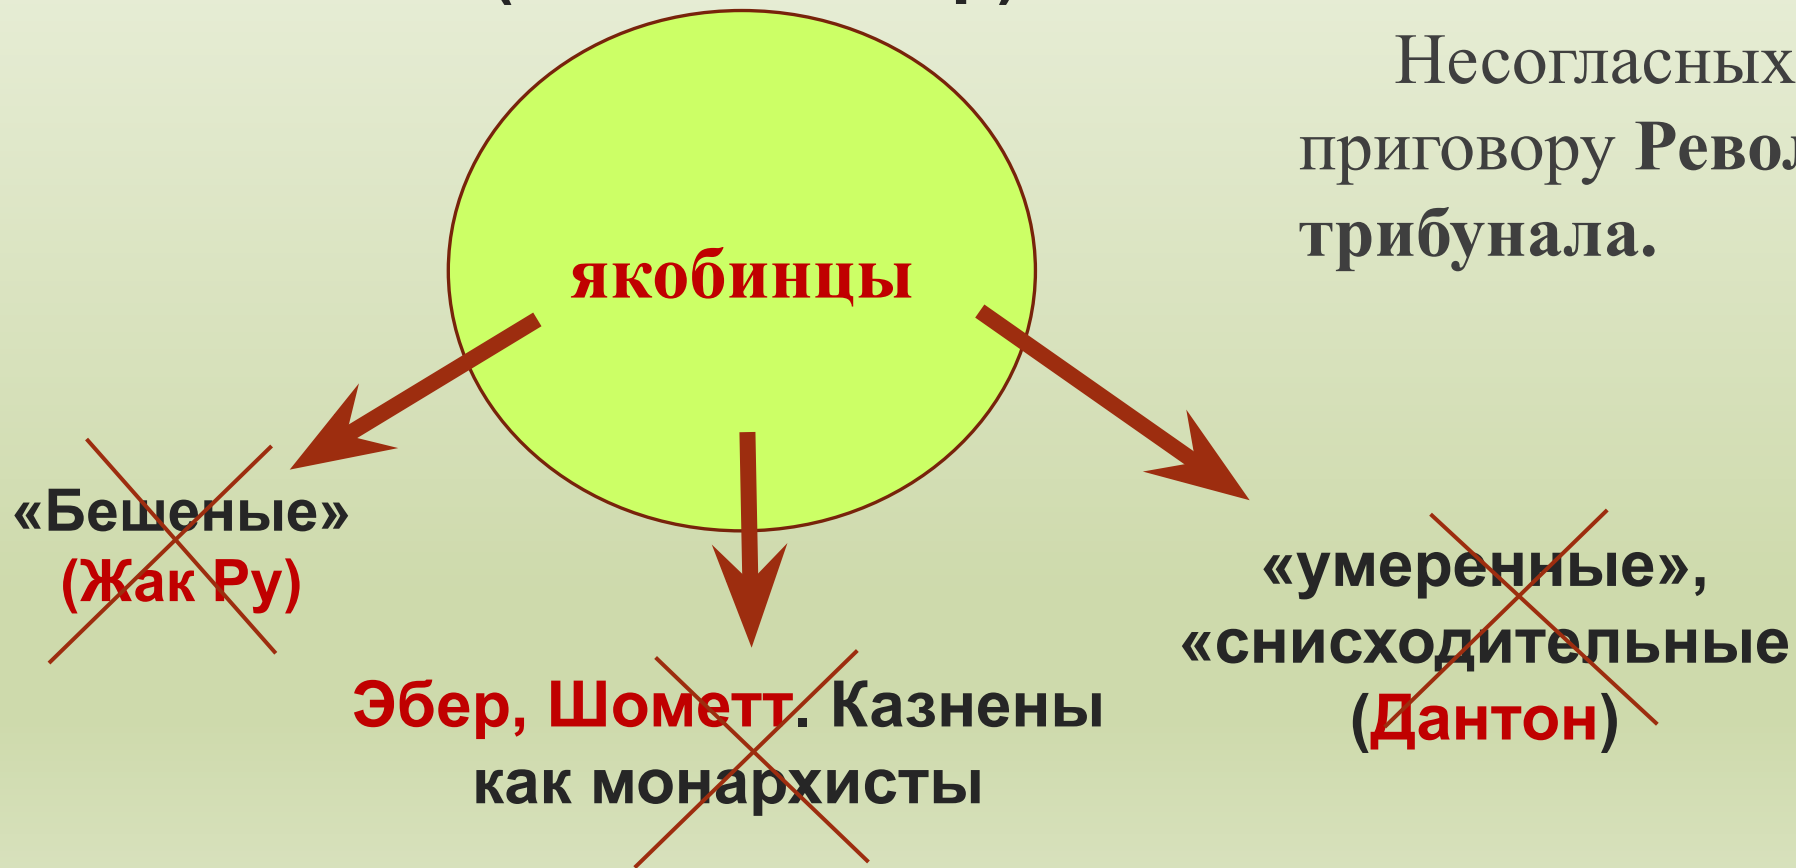 Несогласных
приговору
трибунала.
якобинцы
«Бешеные»
(Жак Ру)
«умеренные»,
«снисходительные
(Дантон)
Эбер, Шометт. Казнены
как монархисты